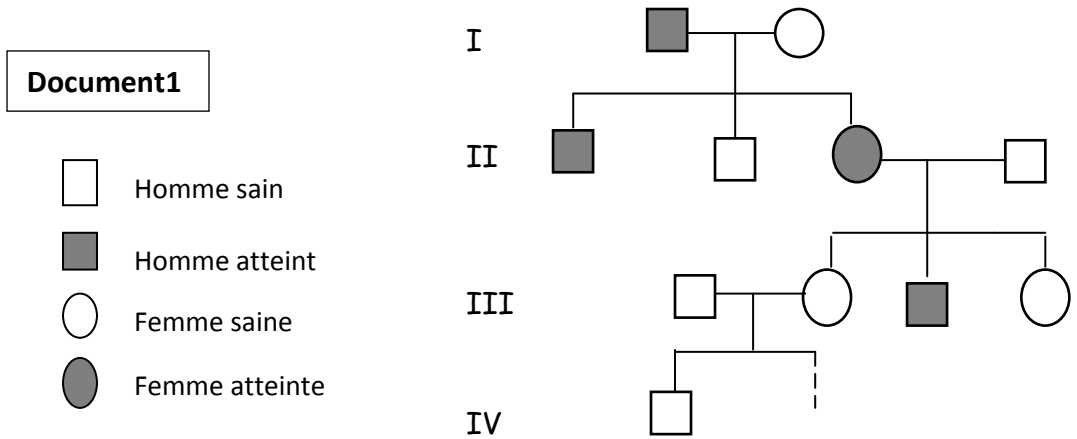 Document1
Homme sain
Homme atteint
Femme saine
Femme atteinte
I
II
III
IV